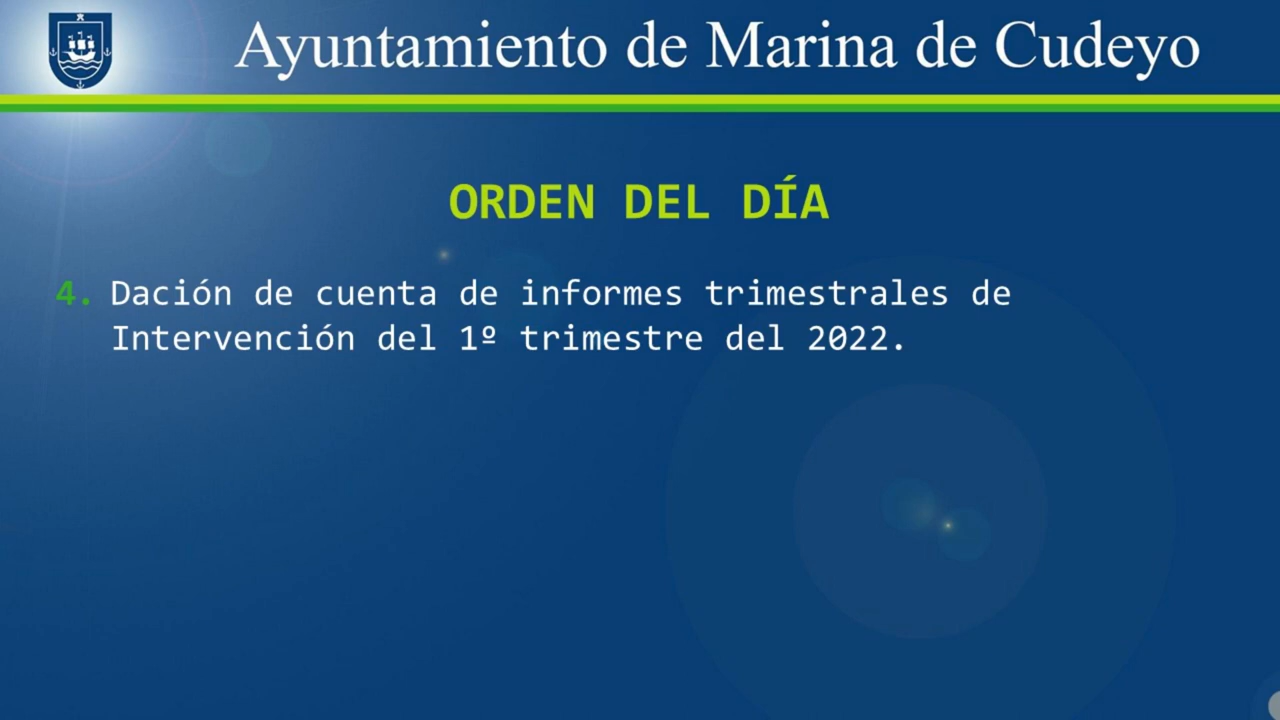 Ayuntamiento de Marina de Cudeyo
ORDEN DEL DÍA
4. Dación de cuenta de informes trimestrales de
Intervención del 1º trimestre del 2022.